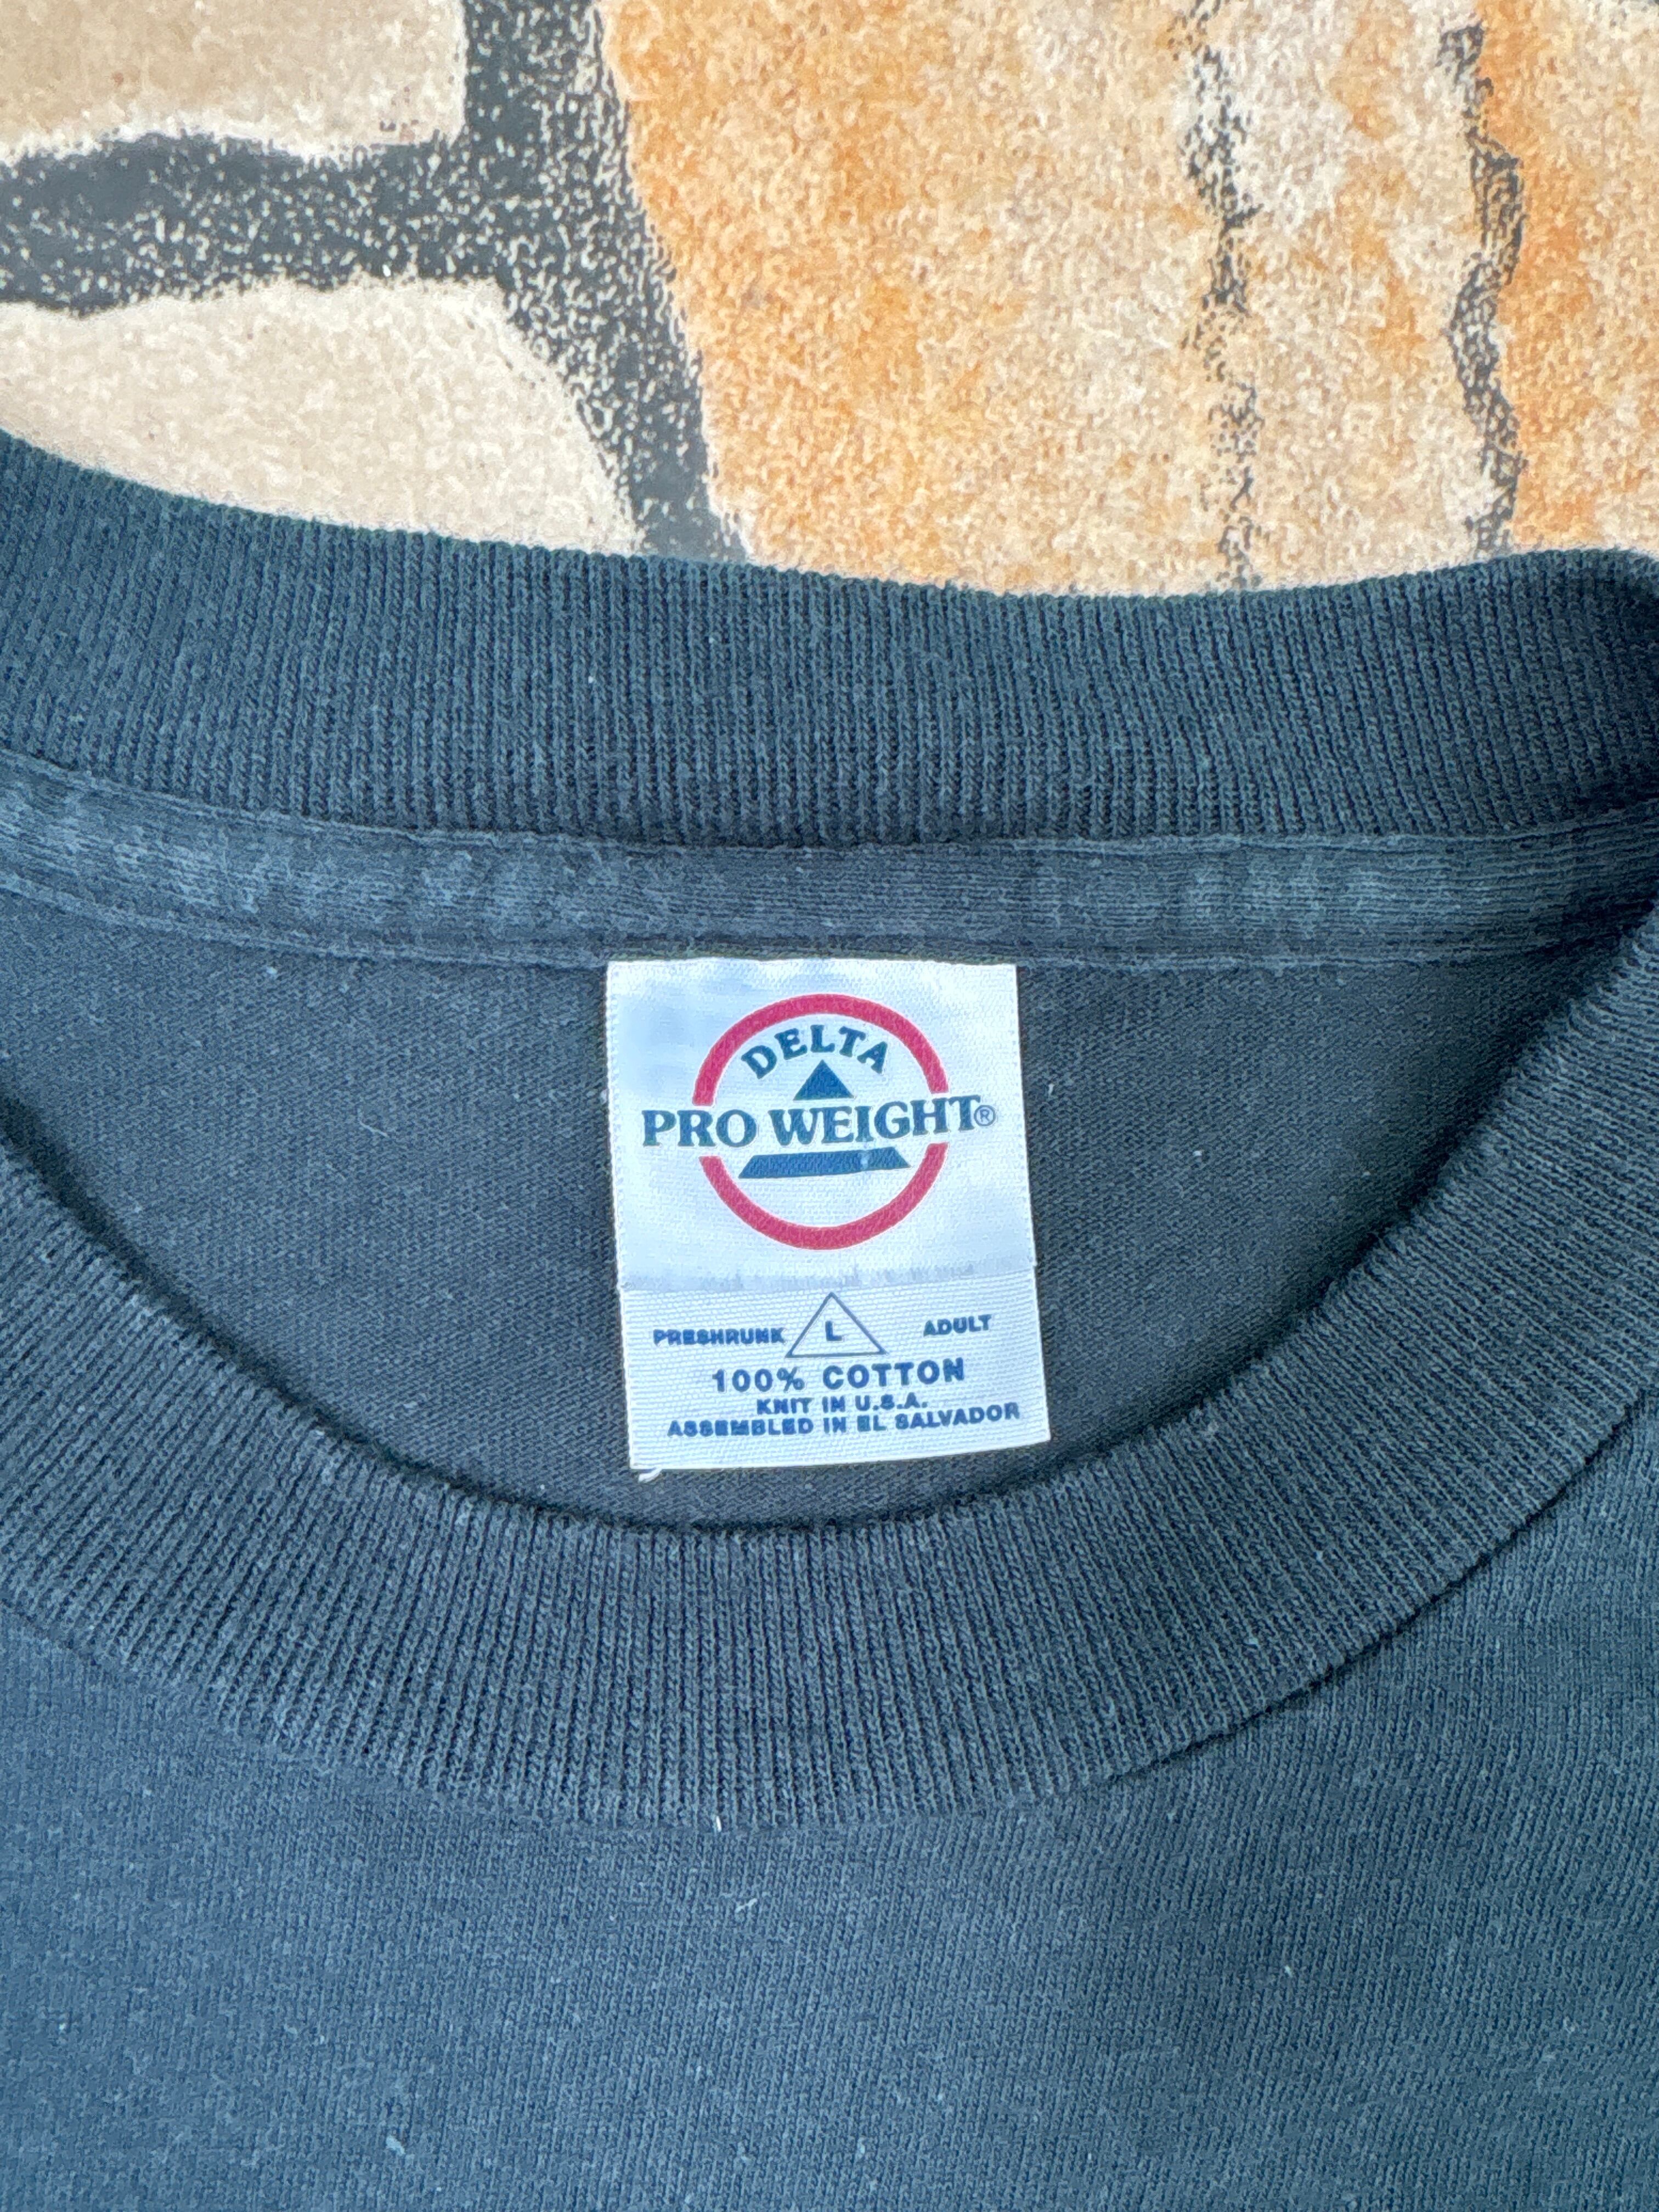 DELTA
PRO WEIGHT®
PRESHRUNK L ADULT
100% COTTON
KNIT IN U.S.A.
ASSEMBLED IN EL SALVADOR